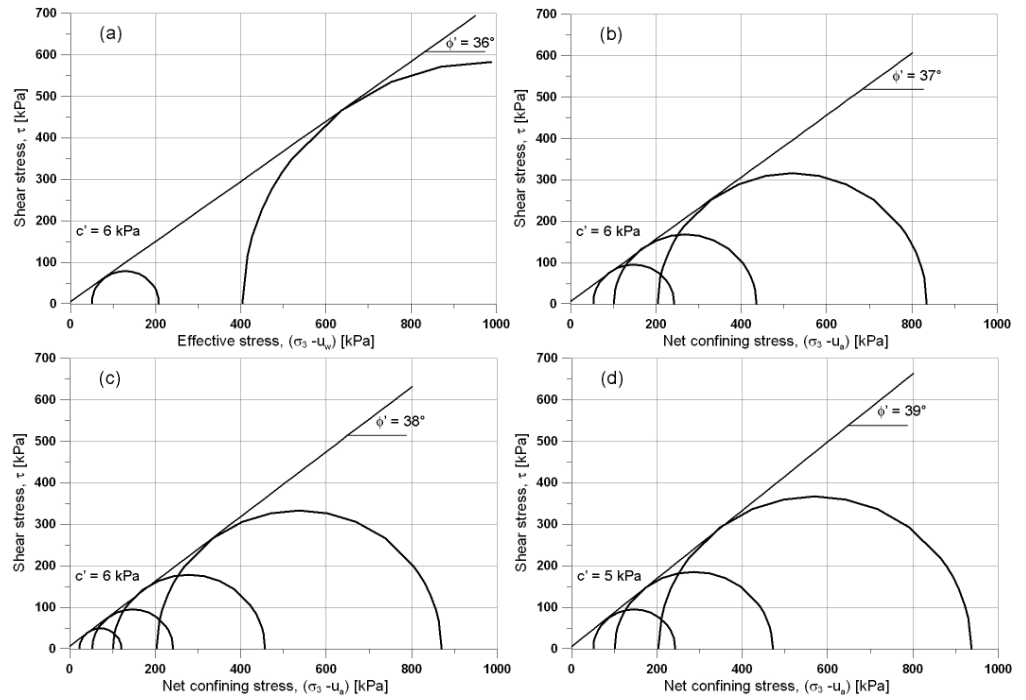 700
600
500
400
300
200
100
0
Shear stress, τ [kPa]
(a)
ϕ' = 36°
c' = 6 kPa
0 200 400 600 800 1000
Effective stress, (σ₃ -u_w) [kPa]
700
600
500
400
300
200
100
0
Shear stress, τ [kPa]
(b)
ϕ' = 37°
c' = 6 kPa
0 200 400 600 800 1000
Net confining stress, (σ₃ -u_a) [kPa]
700
600
500
400
300
200
100
0
Shear stress, τ [kPa]
(c)
ϕ' = 38°
c' = 6 kPa
0 200 400 600 800 1000
Net confining stress, (σ₃ -u_a) [kPa]
700
600
500
400
300
200
100
0
Shear stress, τ [kPa]
(d)
ϕ' = 39°
c' = 5 kPa
0 200 400 600 800 1000
Net confining stress, (σ₃ -u_a) [kPa]